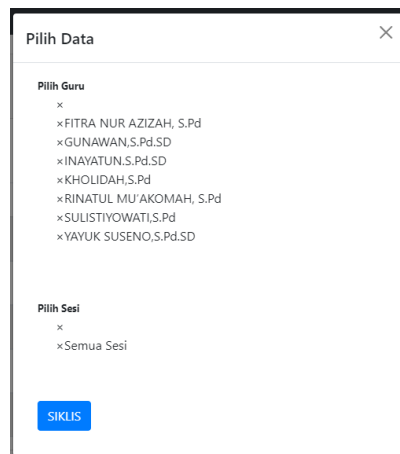 Pilih Data
×
Pilih Guru
×
×FITRA NUR AZIZAH, S.Pd
×GUNAWAN,S.Pd.SD
×INAYATUN.S.Pd.SD
×KHOLIDAH,S.Pd
×RINATUL MU'AKOMAH, S.Pd
×SULISTIYOWATI,S.Pd
×YAYUK SUSENO,S.Pd.SD
Pilih Sesi
×
×Semua Sesi
SIKLIS